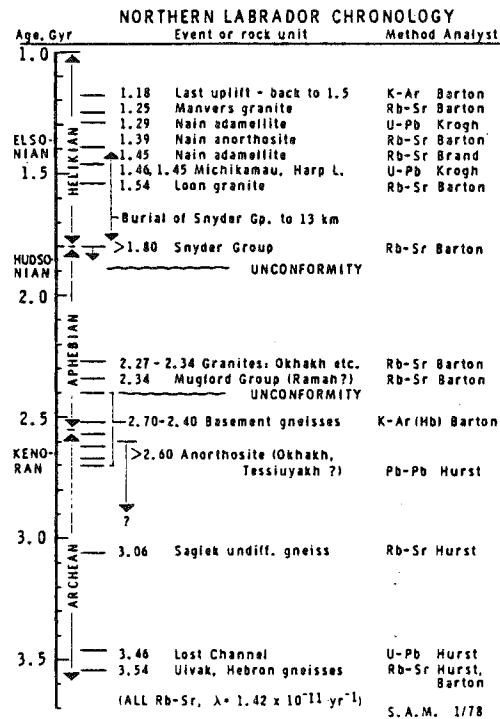 NORTHERN LABRADOR CHRONOLOGY
Age, Gyr Event or rock unit Method Analyst
1.0
1.18 Last uplift - back to 1.5 K-Ar Barton
1.25 Manvers granite Rb-Sr Barton
1.29 Nain adamellite U-Pb Krogh
ELSO-
NIAN
1.39 Nain anorthosite Rb-Sr Barton
1.45 Nain adamellite Rb-Sr Brand
HELIKIAN
1.46, 1.45 Michikamau, Harp L. U-Pb Krogh
1.5
1.54 Loon granite Rb-Sr Barton
Burial of Snyder Gp. to 13 km
>1.80 Snyder Group Rb-Sr Barton
HUDSO-
NIAN
UNCONFORMITY
2.0
APHEBIAN
2.27-2.34 Granites: Okhakh etc. Rb-Sr Barton
2.34 Mugford Group (Ramah?) Rb-Sr Barton
UNCONFORMITY
2.5
2.70-2.40 Basement gneisses K-Ar (Hb) Barton
KENO-
RAN
>2.60 Anorthosite (Okhakh,
Tessiuyakh ?) Pb-Pb Hurst
?
3.0
3.06 Saglek undiff. gneiss Rb-Sr Hurst
ARCHEAN
3.46 Lost Channel U-Pb Hurst
3.5
3.54 Uivak, Hebron gneisses Rb-Sr Hurst,
Barton
(ALL Rb-Sr, λ= 1.42 x 10⁻¹¹ yr⁻¹)
S.A.M. 1/78